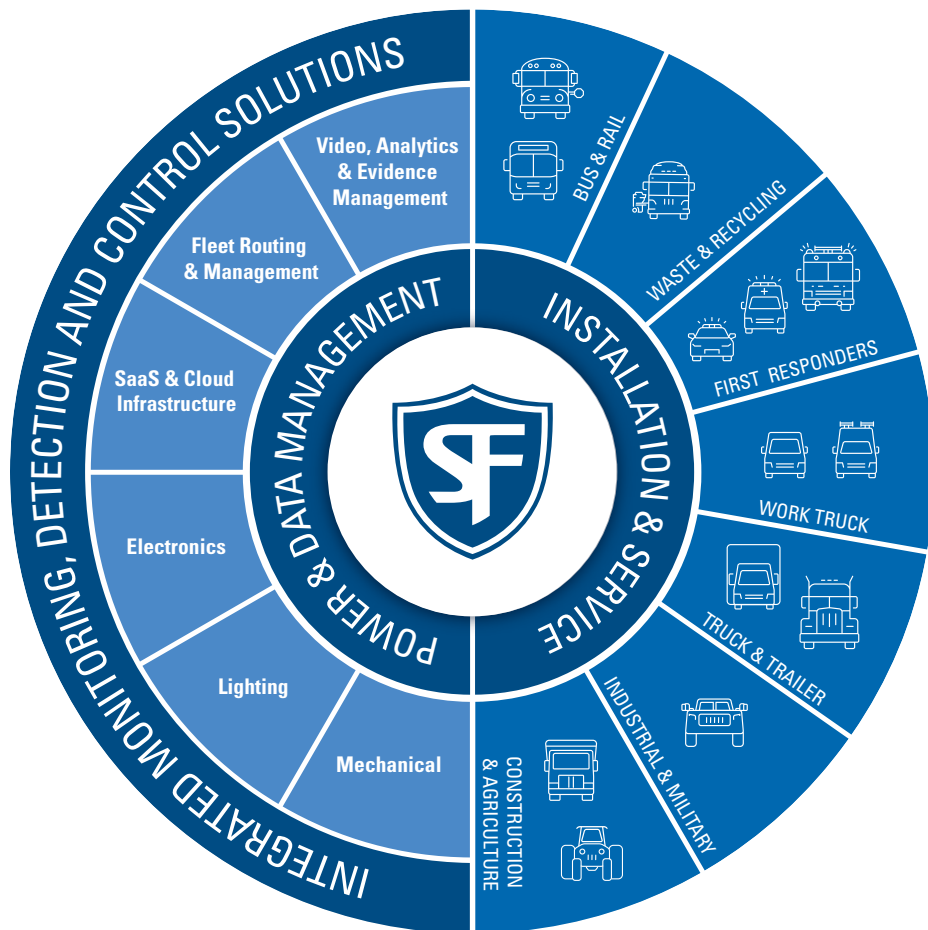 INTEGRATED MONITORING, DETECTION AND CONTROL SOLUTIONS
Video, Analytics
& Evidence
Management
Fleet Routing
& Management
SaaS & Cloud
Infrastructure
Electronics
Lighting
Mechanical
POWER & DATA MANAGEMENT
SF
INSTALLATION & SERVICE
BUS & RAIL
WASTE & RECYCLING
FIRST RESPONDERS
WORK TRUCK
TRUCK & TRAILER
INDUSTRIAL & MILITARY
CONSTRUCTION
& AGRICULTURE